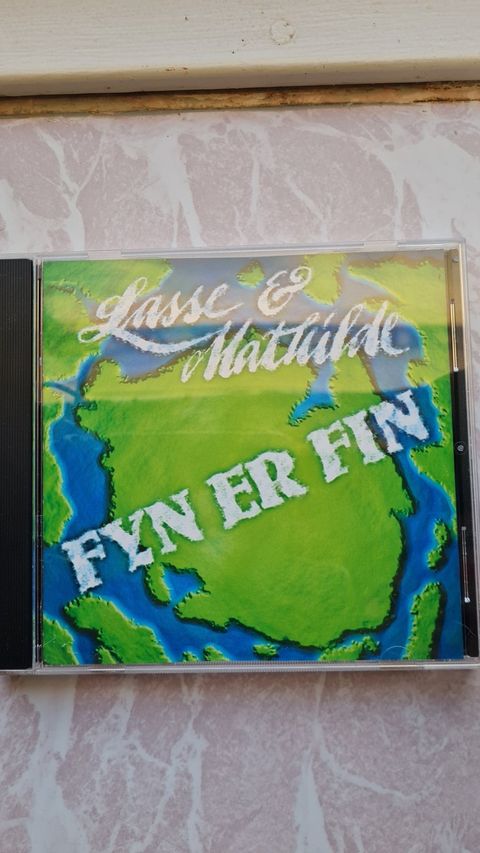 Lasse &
Mathilde
FYN ER FIN